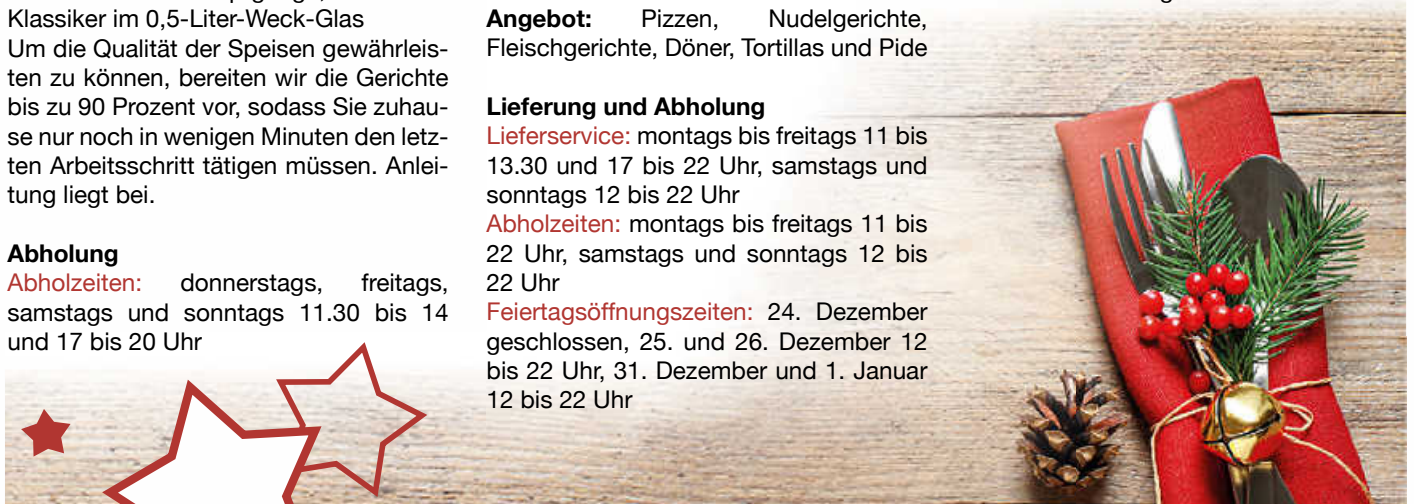 Klassiker im 0,5-Liter-Weck-Glas
Um die Qualität der Speisen gewährleis-
ten zu können, bereiten wir die Gerichte
bis zu 90 Prozent vor, sodass Sie zuhau-
se nur noch in wenigen Minuten den letz-
ten Arbeitsschritt tätigen müssen. Anlei-
tung liegt bei.
Abholung
Abholzeiten: donnerstags, freitags,
samstags und sonntags 11.30 bis 14
und 17 bis 20 Uhr
Angebot: Pizzen, Nudelgerichte,
Fleischgerichte, Döner, Tortillas und Pide
Lieferung und Abholung
Lieferservice: montags bis freitags 11 bis
13.30 und 17 bis 22 Uhr, samstags und
sonntags 12 bis 22 Uhr
Abholzeiten: montags bis freitags 11 bis
22 Uhr, samstags und sonntags 12 bis
22 Uhr
Feiertagsöffnungszeiten: 24. Dezember
geschlossen, 25. und 26. Dezember 12
bis 22 Uhr, 31. Dezember und 1. Januar
12 bis 22 Uhr